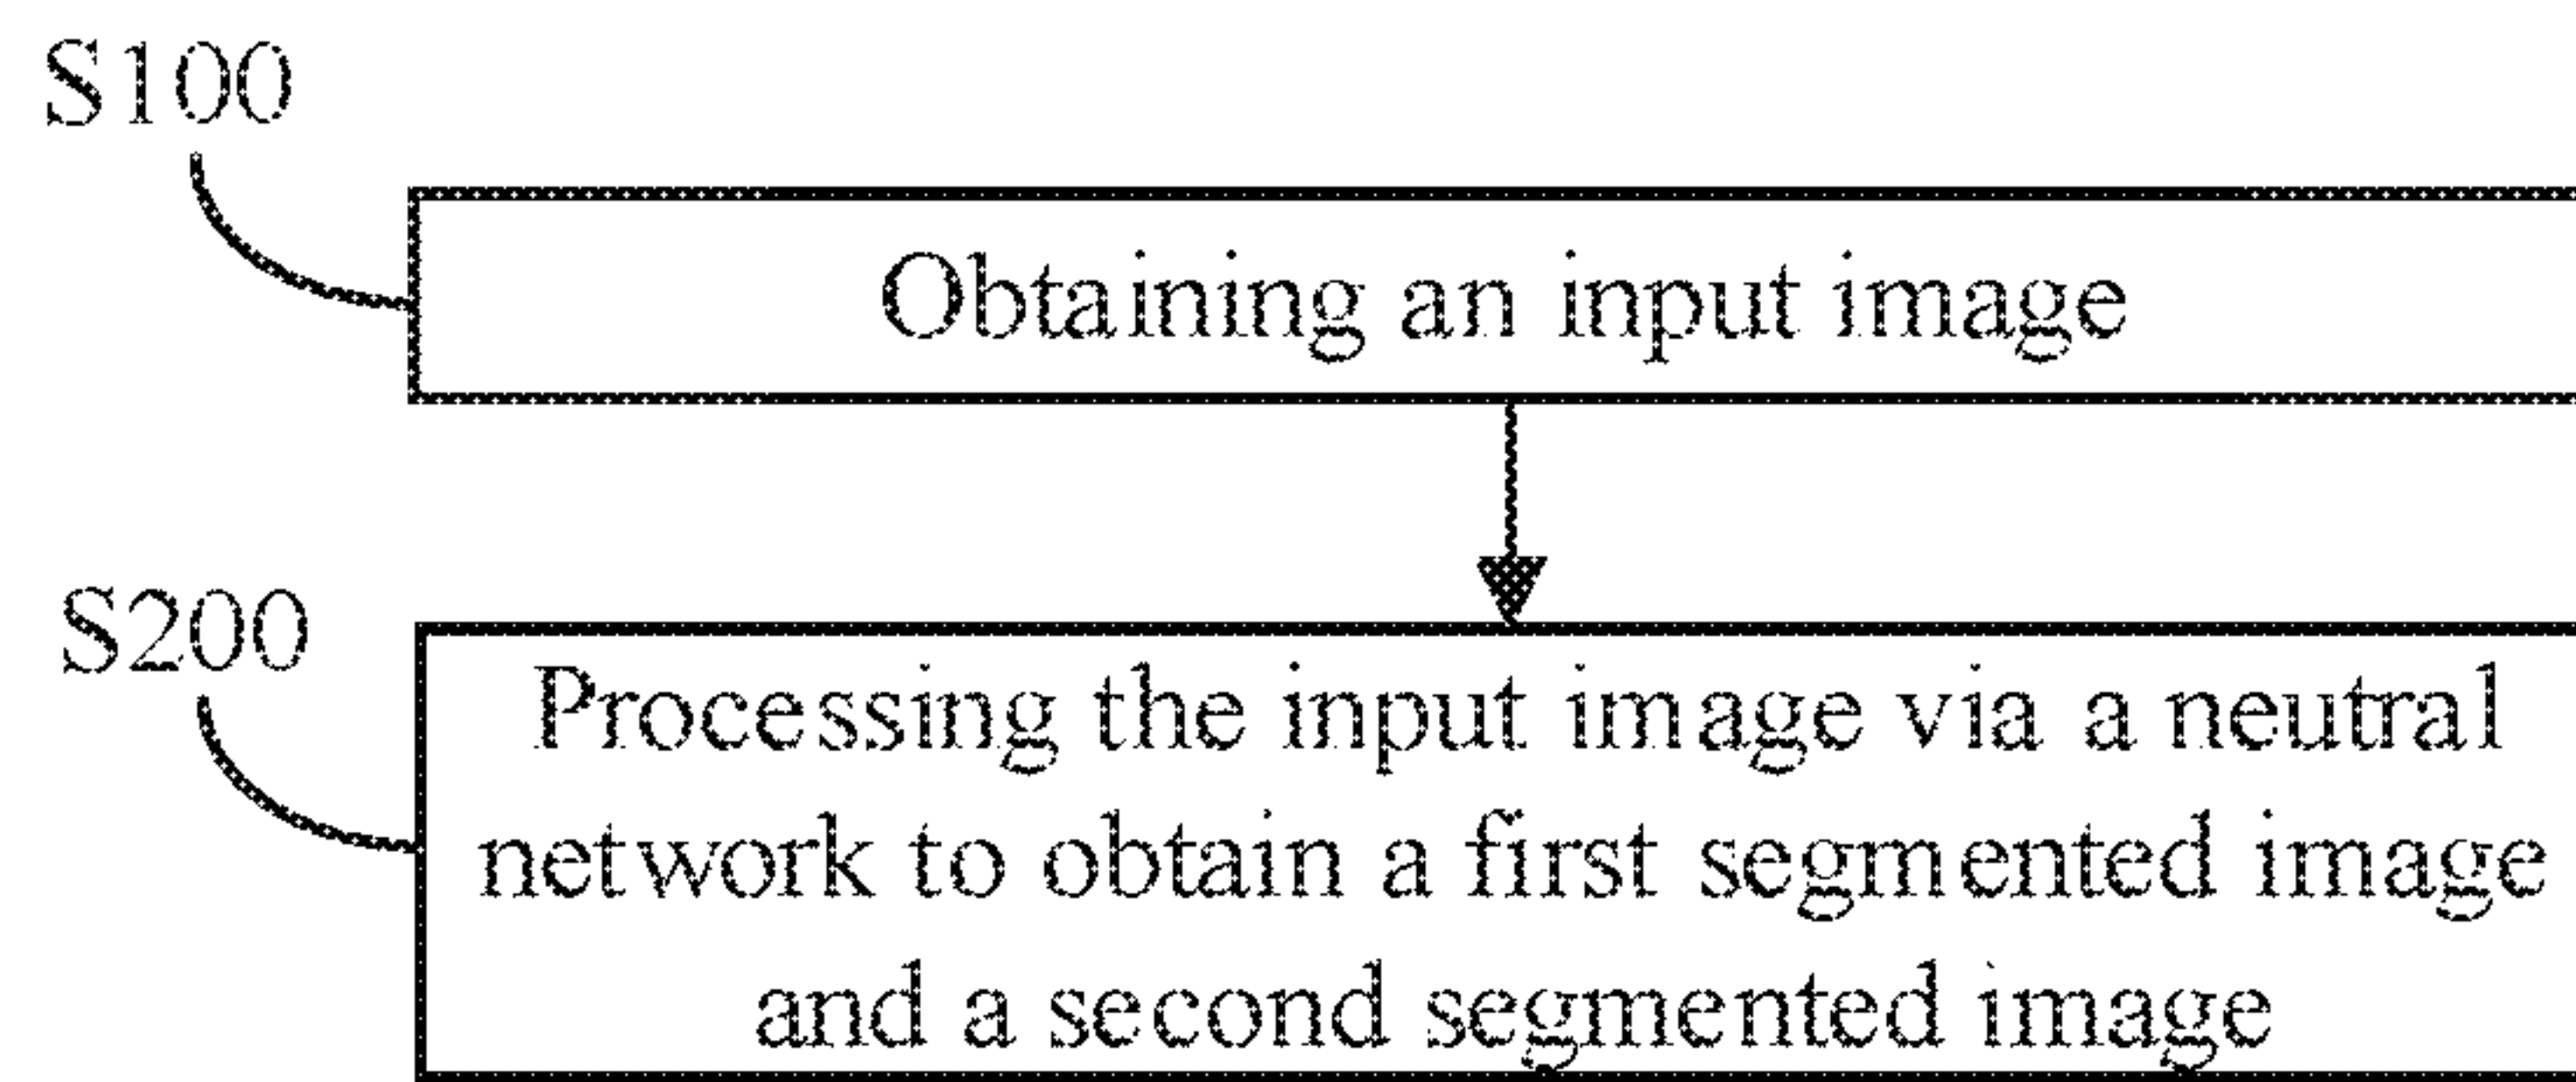 S100
Obtaining an input image
S200
Processing the input image via a neutral
network to obtain a first segmented image
and a second segmented image